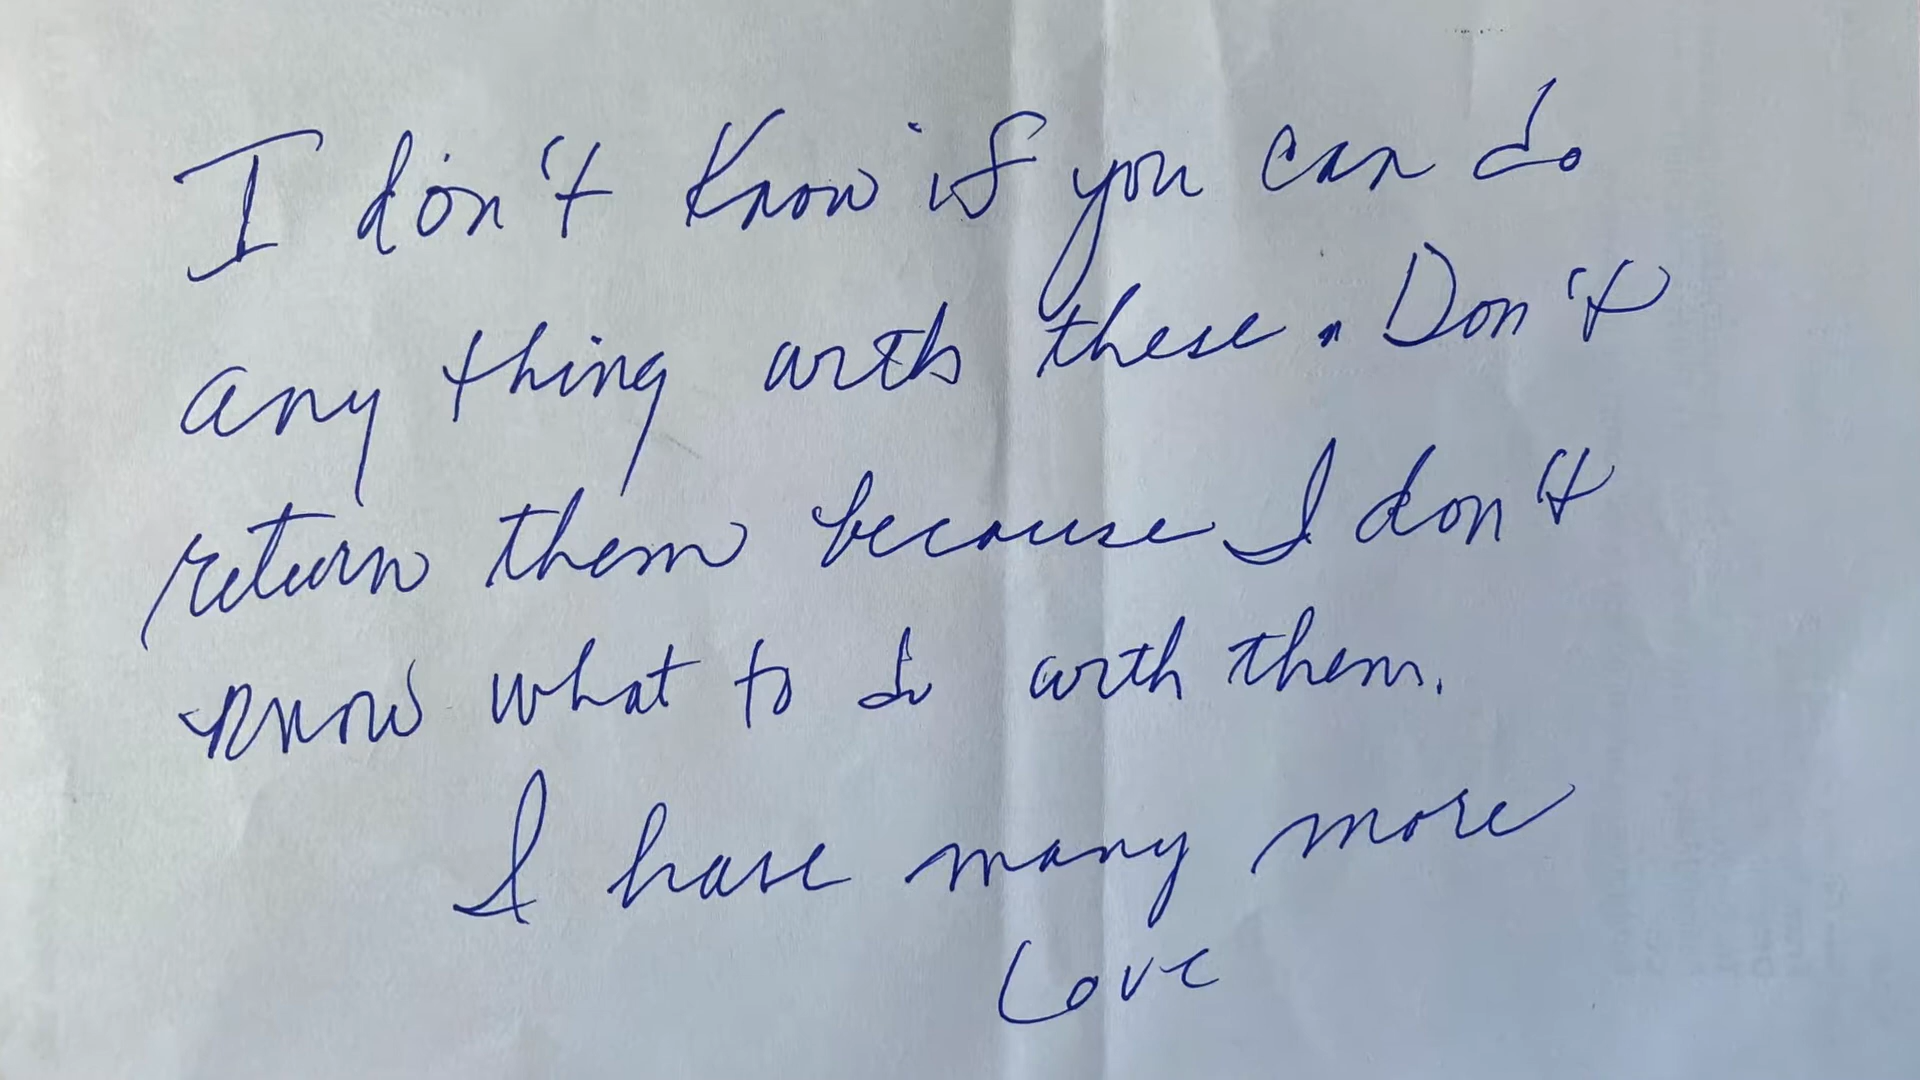 I don't know if you can do
any thing with these. Don't
return them because I don't
know what to do with them.
I have many more
Love